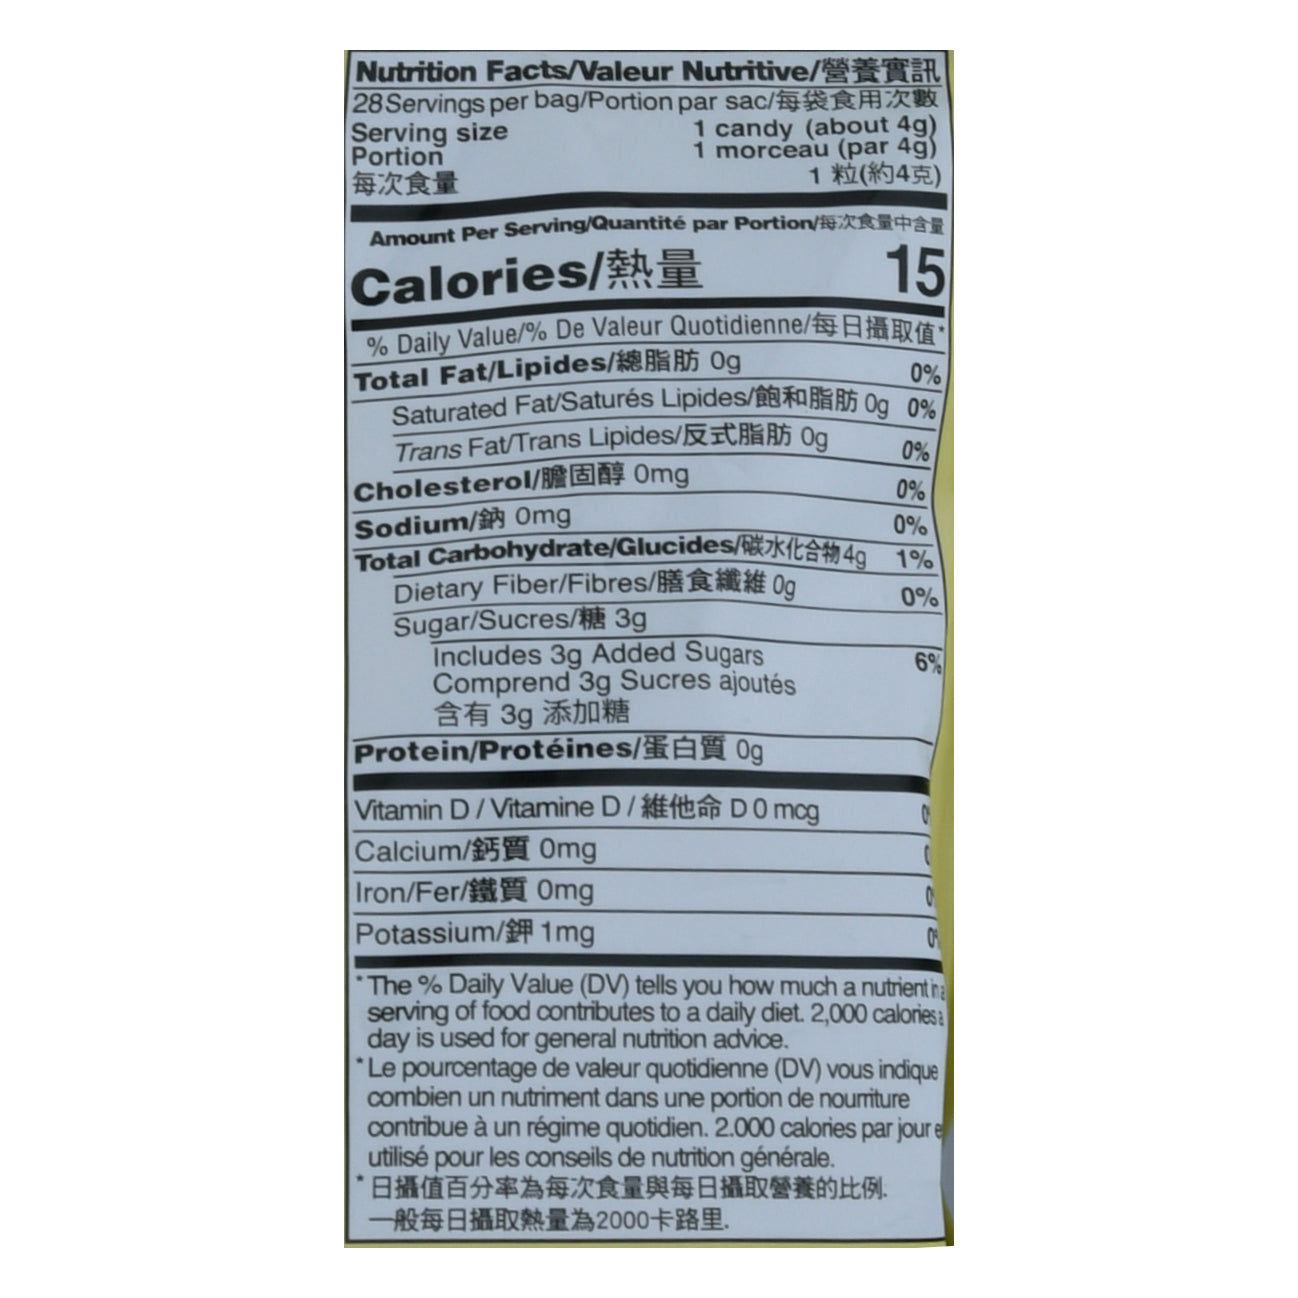 Nutrition Facts/Valeur Nutritive/營養實訊
28 Servings per bag/Portion par sac/每袋食用次數
Serving size 1 candy (about 4g)
Portion 1 morceau (par 4g)
每次食量 1 粒(約4克)
Amount Per Serving/Quantité par Portion/每次食量中含量
Calories/熱量 15
% Daily Value/% De Valeur Quotidienne/每日攝取值*
Total Fat/Lipides/總脂肪 0g 0%
Saturated Fat/Saturés Lipides/飽和脂肪 0g 0%
Trans Fat/Trans Lipides/反式脂肪 0g 0%
Cholesterol/膽固醇 0mg 0%
Sodium/鈉 0mg 0%
Total Carbohydrate/Glucides/碳水化合物 4g 1%
Dietary Fiber/Fibres/膳食纖維 0g 0%
Sugar/Sucres/糖 3g
Includes 3g Added Sugars 6%
Comprend 3g Sucres ajoutés
含有 3g 添加糖
Protein/Protéines/蛋白質 0g
Vitamin D / Vitamine D / 維他命 D 0 mcg
Calcium/鈣質 0mg
Iron/Fer/鐵質 0mg
Potassium/鉀 1mg
*The % Daily Value (DV) tells you how much a nutrient in a
serving of food contributes to a daily diet. 2,000 calories a
day is used for general nutrition advice.
*Le pourcentage de valeur quotidienne (DV) vous indique
combien un nutriment dans une portion de nourriture
contribue à un régime quotidien. 2.000 calories par jour
utilisé pour les conseils de nutrition générale.
*日攝值百分率為每次食量與每日攝取營養的比例.
一般每日攝取熱量為2000卡路里.